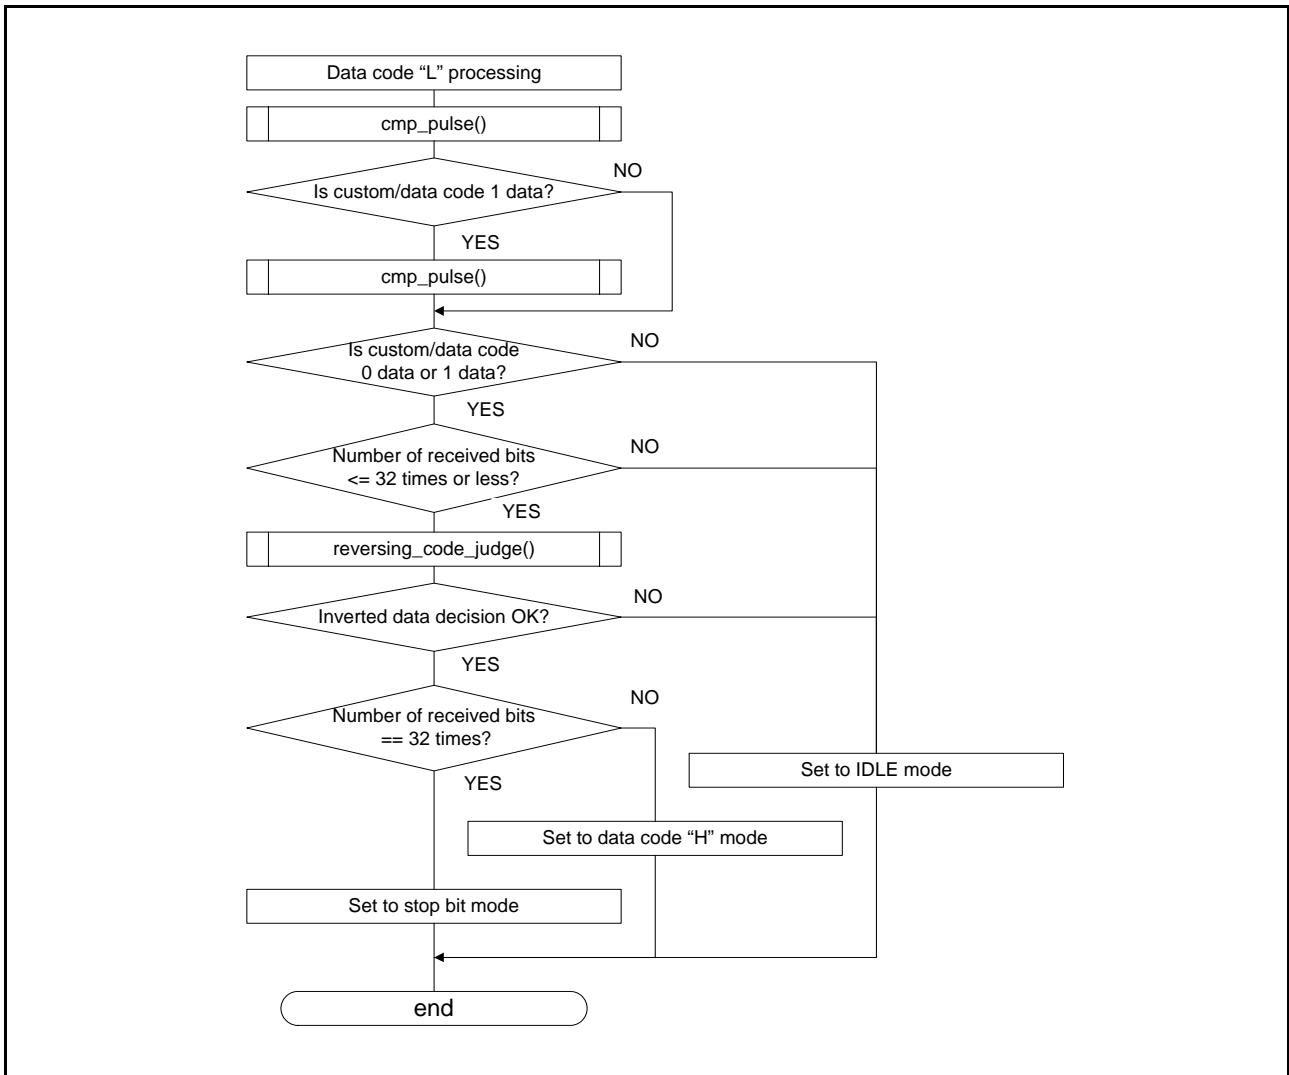 Data code “L” processing
cmp_pulse()
NO
Is custom/data code 1 data?
YES
cmp_pulse()
NO
Is custom/data code
0 data or 1 data?
YES
NO
Number of received bits
<= 32 times or less?
YES
reversing_code_judge()
NO
Inverted data decision OK?
YES
NO
Number of received bits
== 32 times?
YES
Set to IDLE mode
Set to data code “H” mode
Set to stop bit mode
end